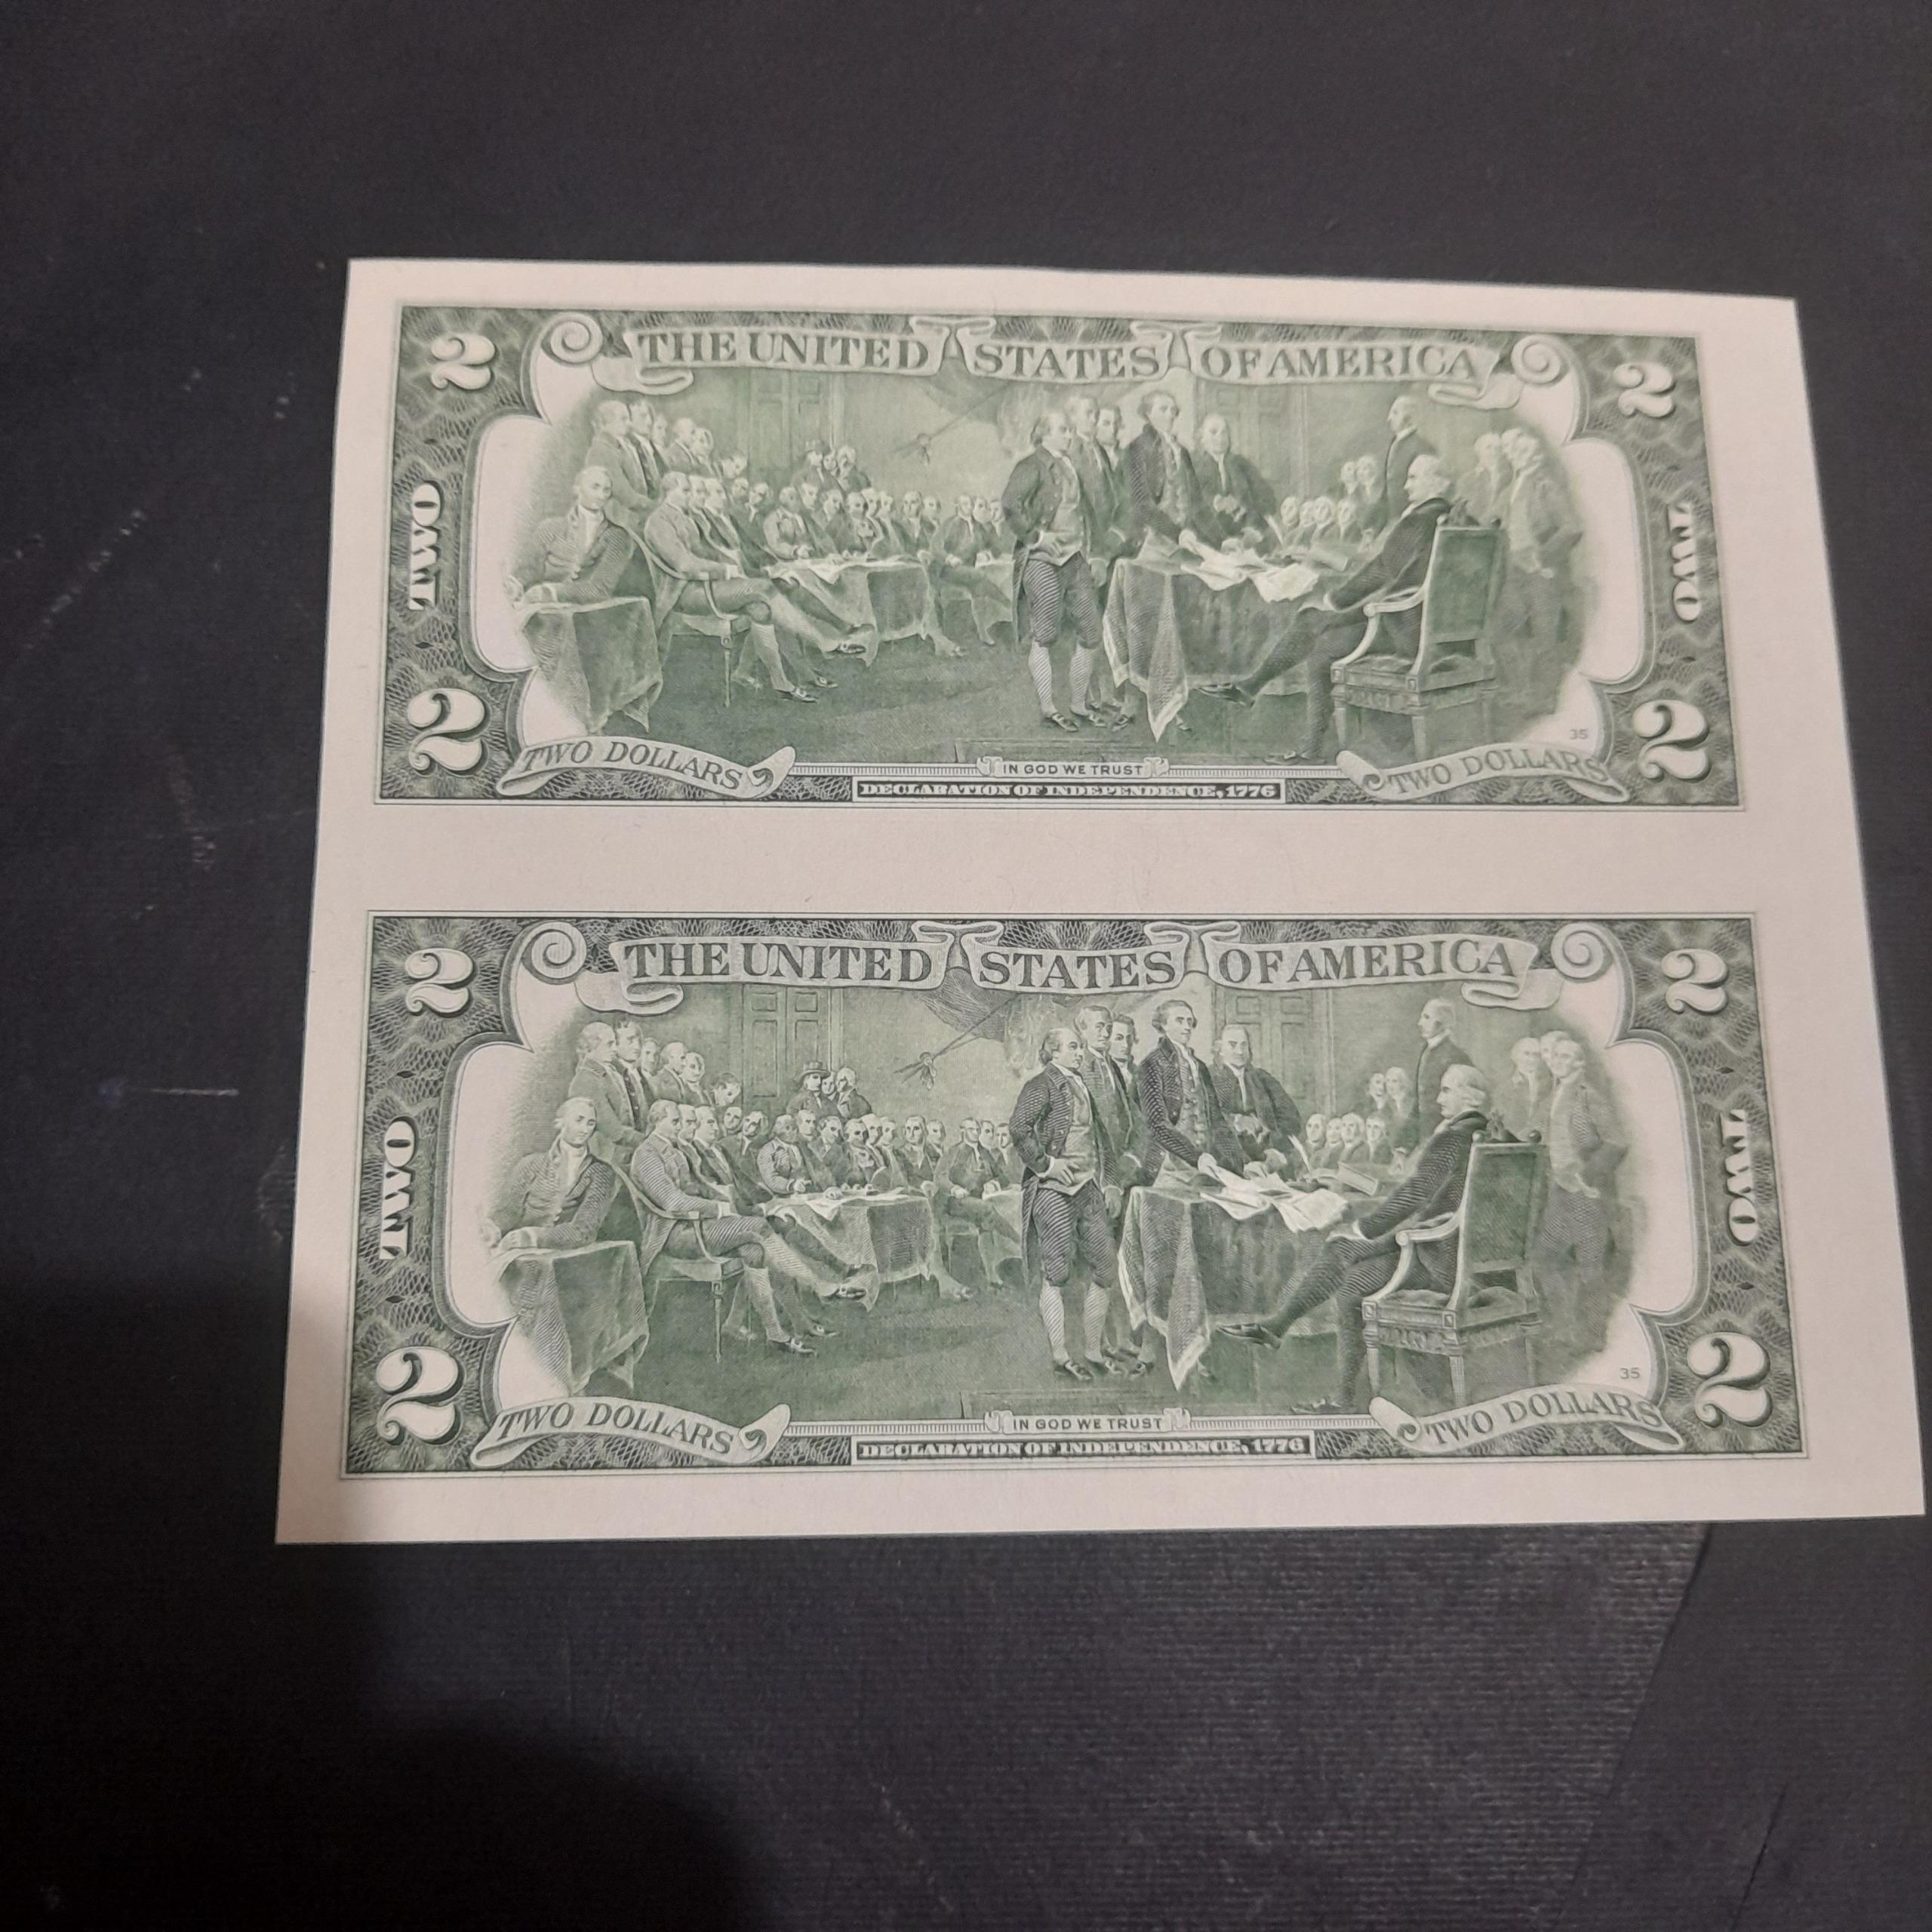 2 THE UNITED STATES OF AMERICA 2
TWO TWO
35
2 TWO DOLLARS IN GOD WE TRUST TWO DOLLARS 2
DECLARATION OF INDEPENDENCE, 1776
2 THE UNITED STATES OF AMERICA 2
TWO TWO
35
2 TWO DOLLARS IN GOD WE TRUST TWO DOLLARS 2
DECLARATION OF INDEPENDENCE, 1776